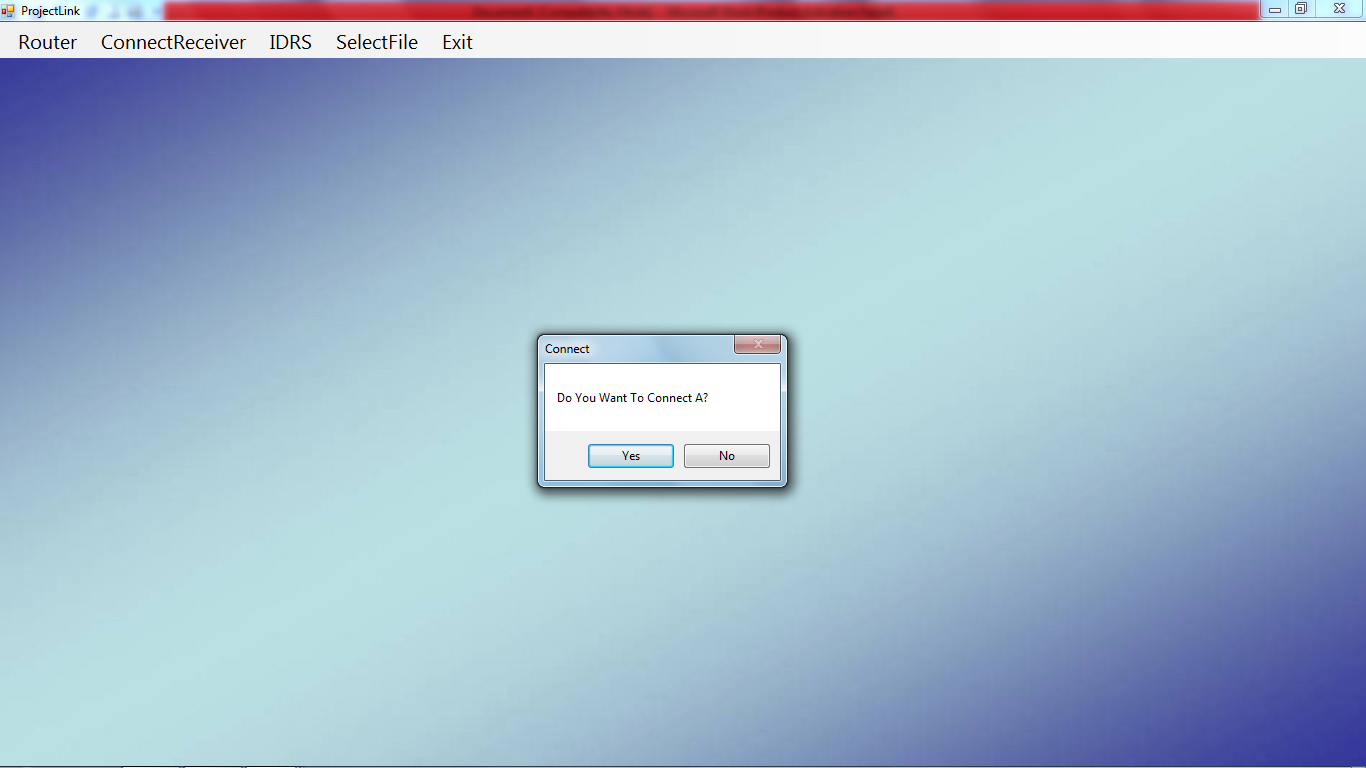 ProjectLink
Router ConnectReceiver IDRS SelectFile Exit
Connect
Do You Want To Connect A?
Yes No